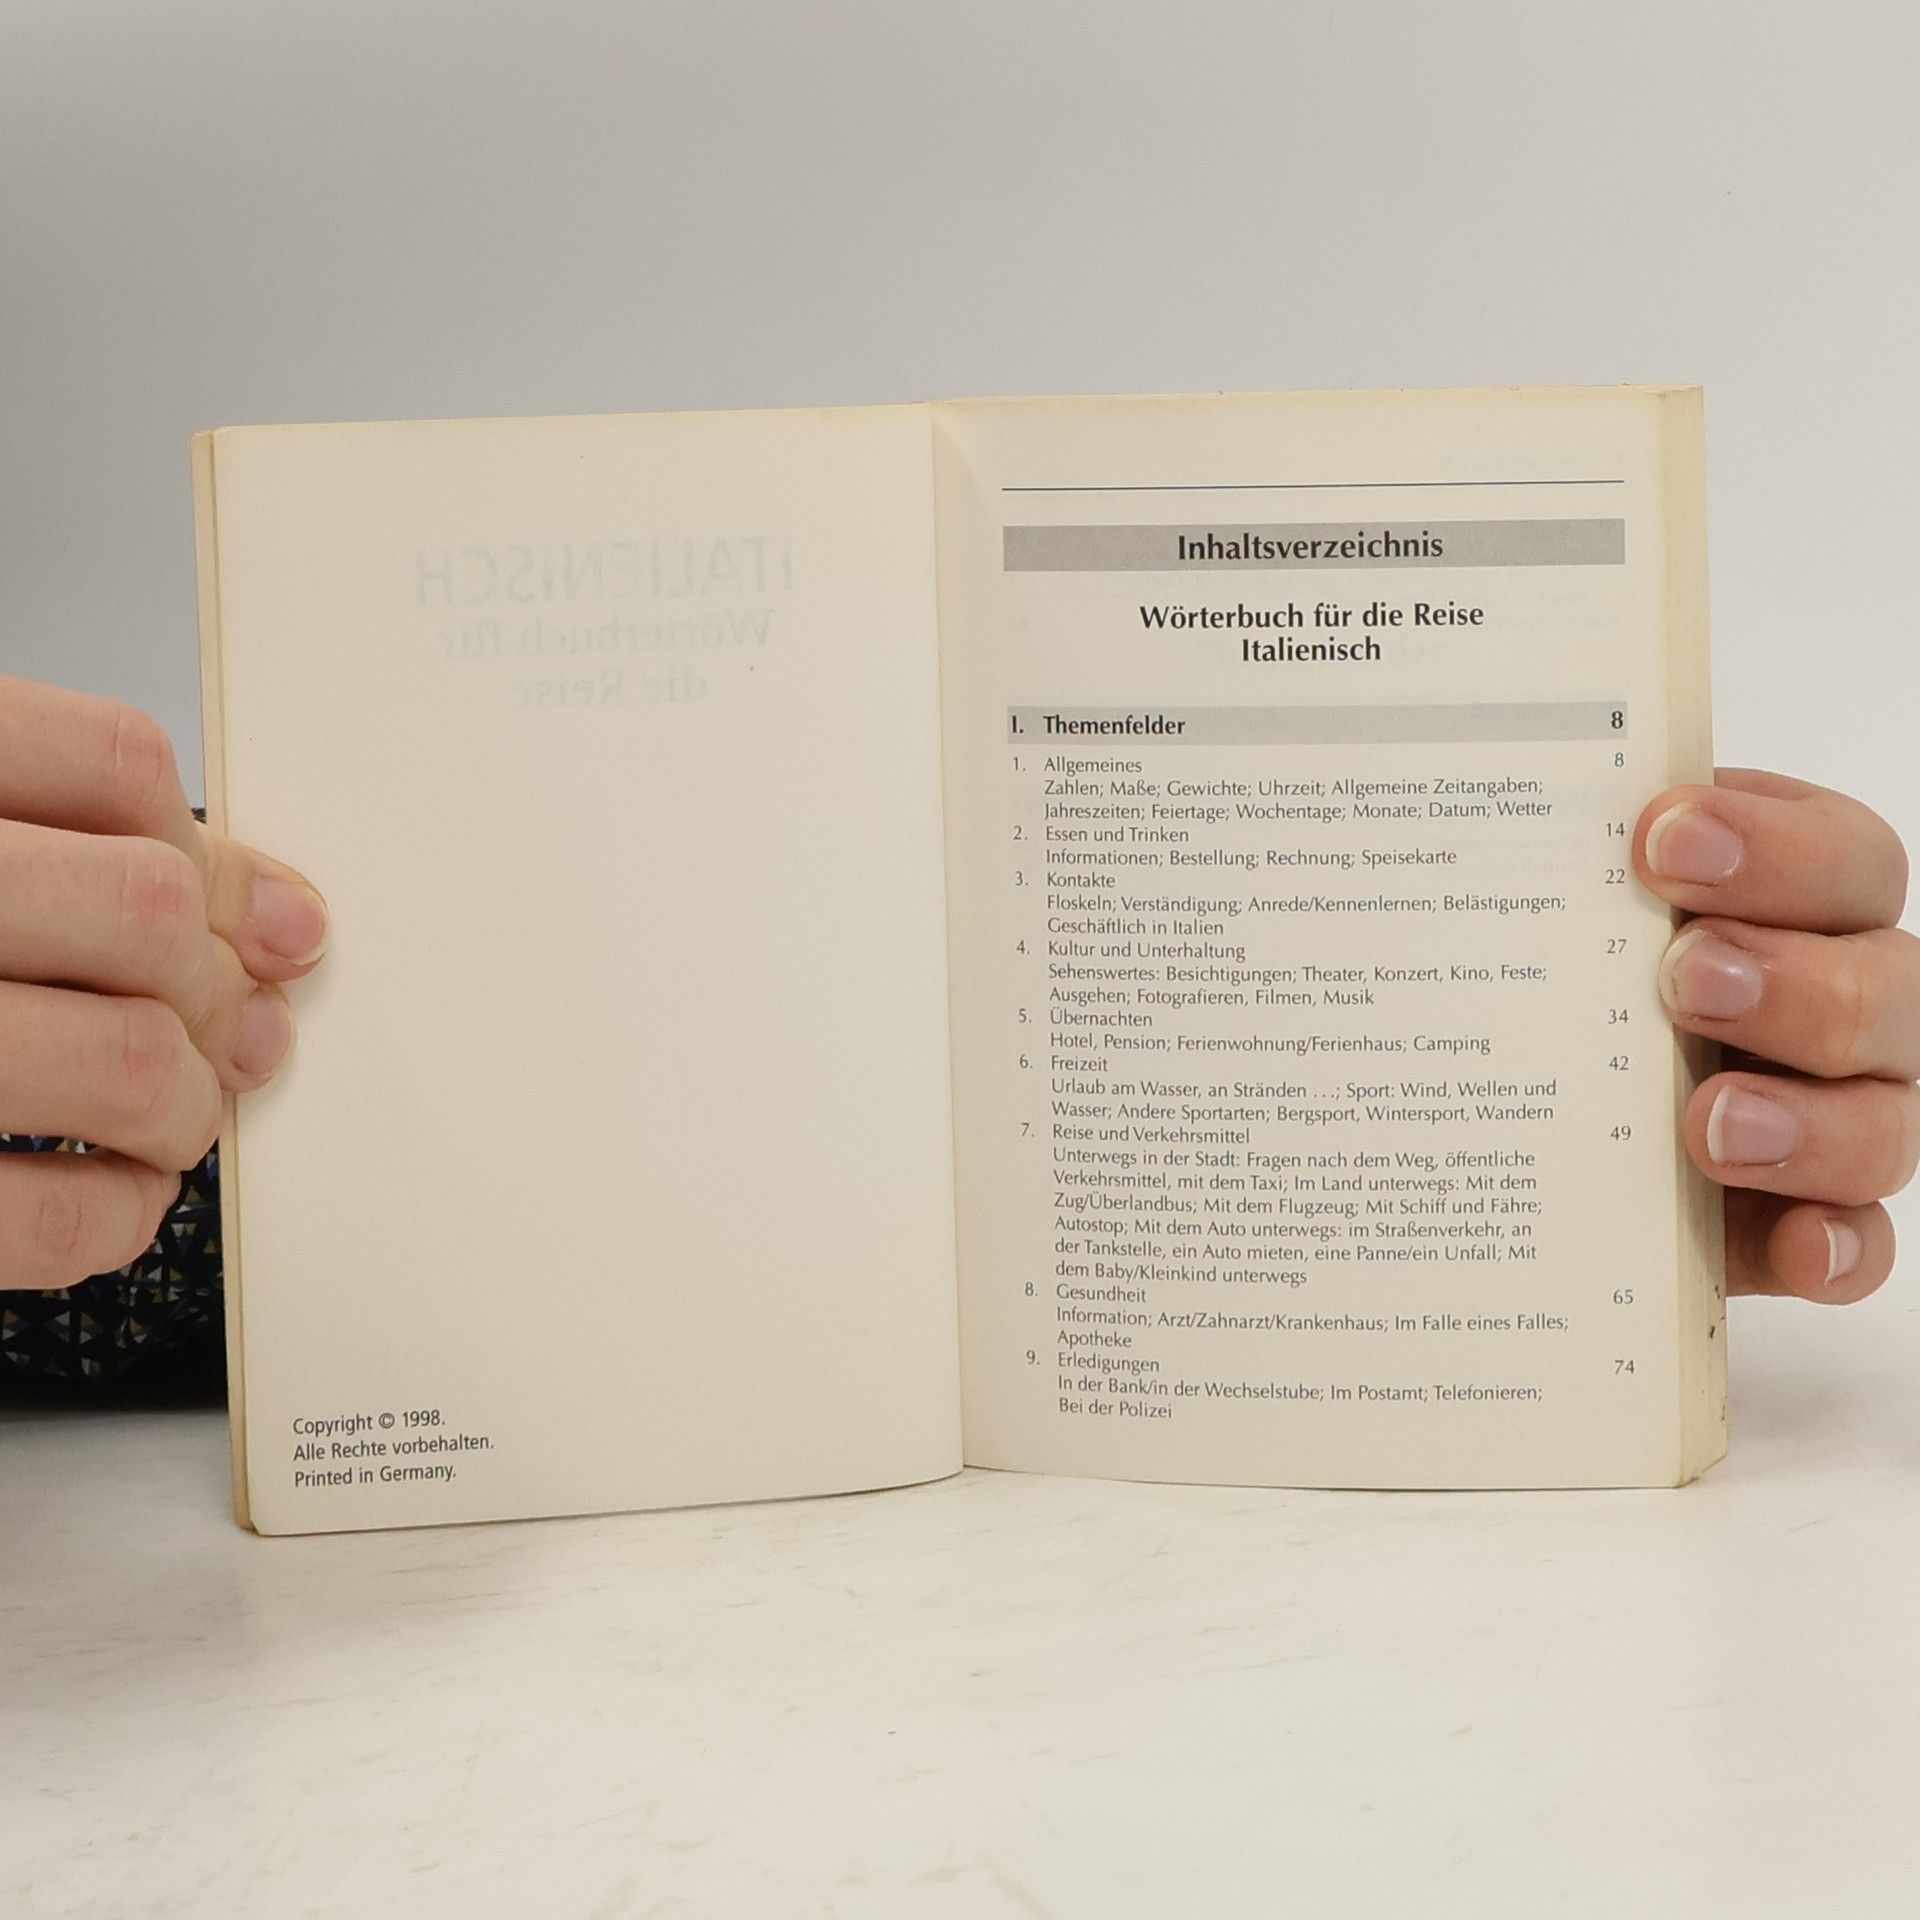 ITALIENISCH
Wörterbuch für
die Reise
Copyright © 1998.
Alle Rechte vorbehalten.
Printed in Germany.
Inhaltsverzeichnis
Wörterbuch für die Reise
Italienisch
I. Themenfelder 8
1. Allgemeines 8
Zahlen; Maße; Gewichte; Uhrzeit; Allgemeine Zeitangaben;
Jahreszeiten; Feiertage; Wochentage; Monate; Datum; Wetter
2. Essen und Trinken 14
Informationen; Bestellung; Rechnung; Speisekarte
3. Kontakte 22
Floskeln; Verständigung; Anrede/Kennenlernen; Belästigungen;
Geschäftlich in Italien
4. Kultur und Unterhaltung 27
Sehenswertes: Besichtigungen; Theater, Konzert, Kino, Feste;
Ausgehen; Fotografieren, Filmen, Musik
5. Übernachten 34
Hotel, Pension; Ferienwohnung/Ferienhaus; Camping
6. Freizeit 42
Urlaub am Wasser, an Stränden ...; Sport: Wind, Wellen und
Wasser; Andere Sportarten; Bergsport, Wintersport, Wandern
7. Reise und Verkehrsmittel 49
Unterwegs in der Stadt: Fragen nach dem Weg, öffentliche
Verkehrsmittel, mit dem Taxi; Im Land unterwegs: Mit dem
Zug/Überlandbus; Mit dem Flugzeug; Mit Schiff und Fähre;
Autostop; Mit dem Auto unterwegs: im Straßenverkehr, an
der Tankstelle, ein Auto mieten, eine Panne/ein Unfall; Mit
dem Baby/Kleinkind unterwegs
8. Gesundheit 65
Information; Arzt/Zahnarzt/Krankenhaus; Im Falle eines Falles;
Apotheke
9. Erledigungen 74
In der Bank/in der Wechselstube; Im Postamt; Telefonieren;
Bei der Polizei